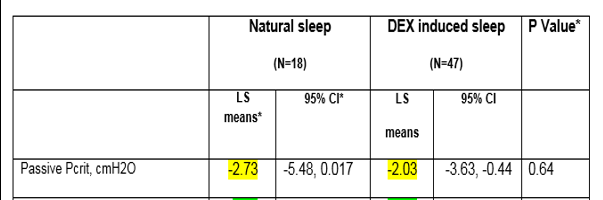 Natural sleep DEX induced sleep P Value*
(N=18) (N=47)
LS 95% CI* LS 95% CI
means* means
Passive Pcrit, cmH2O -2.73 -5.48, 0.017 -2.03 -3.63, -0.44 0.64